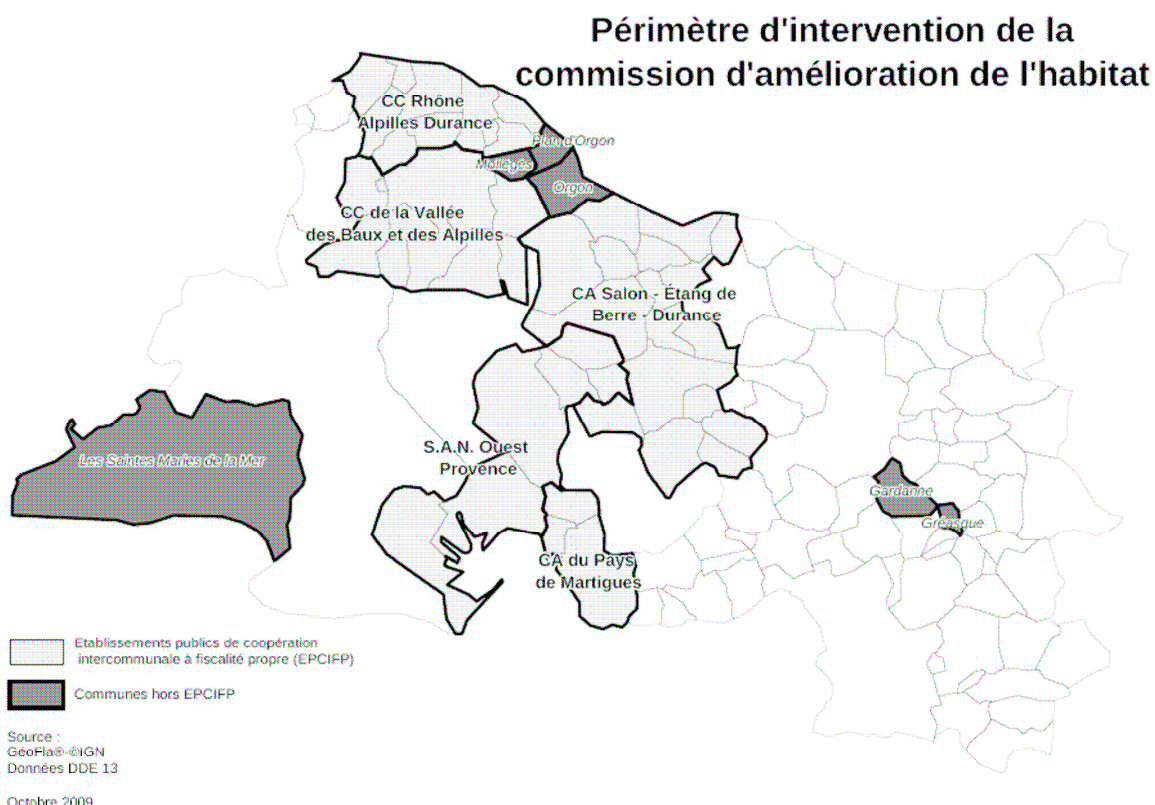 Périmètre d'intervention de la
commission d'amélioration de l'habitat
CC Rhône
Alpilles Durance
Plan d'Orgon
Mollégès
Orgon
CC de la Vallée
des Baux et des Alpilles
CA Salon - Étang de
Berre - Durance
S.A.N. Ouest
Provence
Les Saintes Maries de la Mer
Gardanne
Gréasque
CA du Pays
de Martigues
Etablissements publics de coopération
intercommunale à fiscalité propre (EPCIFP)
Communes hors EPCIFP
Source :
GéoFla®-©IGN
Données DDE 13
Octobre 2009